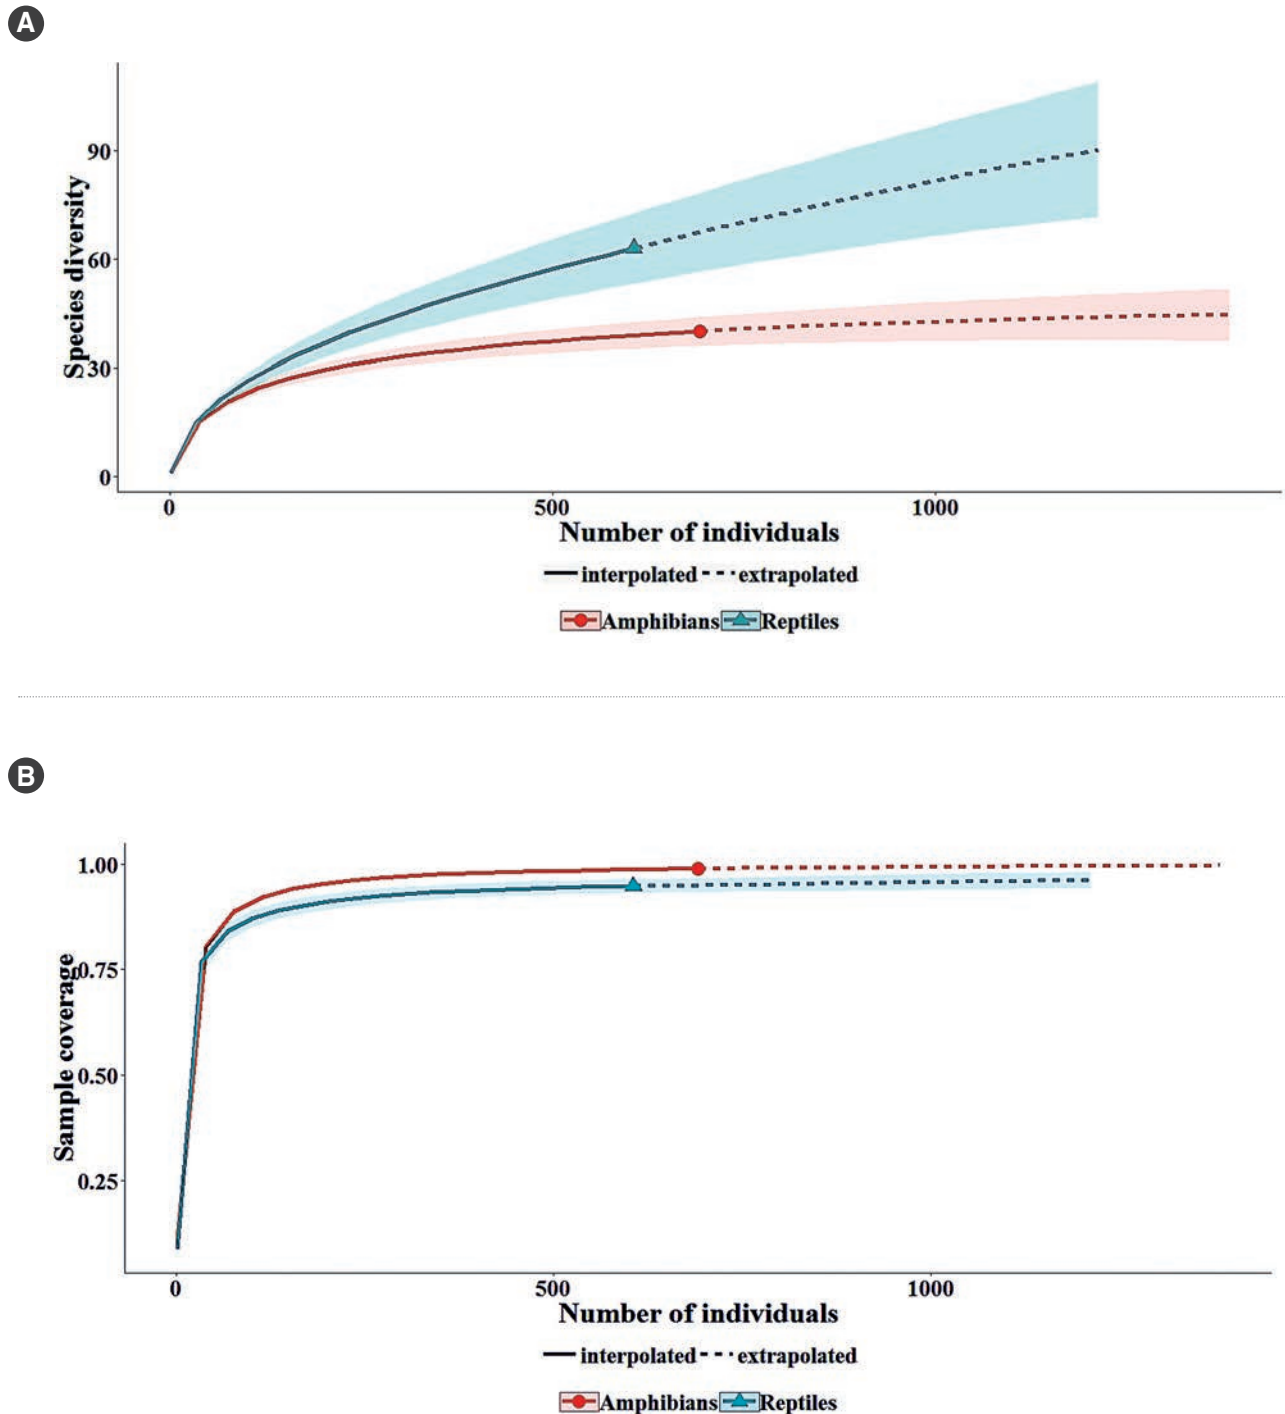 A
Species diversity
90
60
30
0
0 500 1000
Number of individuals
interpolated extrapolated
Amphibians Reptiles
B
Sample coverage
1.00
0.75
0.50
0.25
0 500 1000
Number of individuals
interpolated extrapolated
Amphibians Reptiles